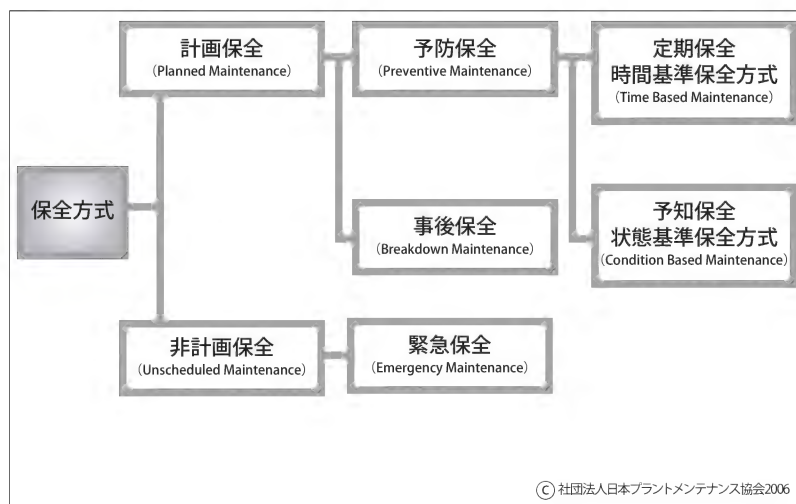 計画保全
(Planned Maintenance)
予防保全
(Preventive Maintenance)
定期保全
時間基準保全方式
(Time Based Maintenance)
保全方式
事後保全
(Breakdown Maintenance)
予知保全
状態基準保全方式
(Condition Based Maintenance)
非計画保全
(Unscheduled Maintenance)
緊急保全
(Emergency Maintenance)
Ⓒ 社団法人日本プラントメンテナンス協会2006